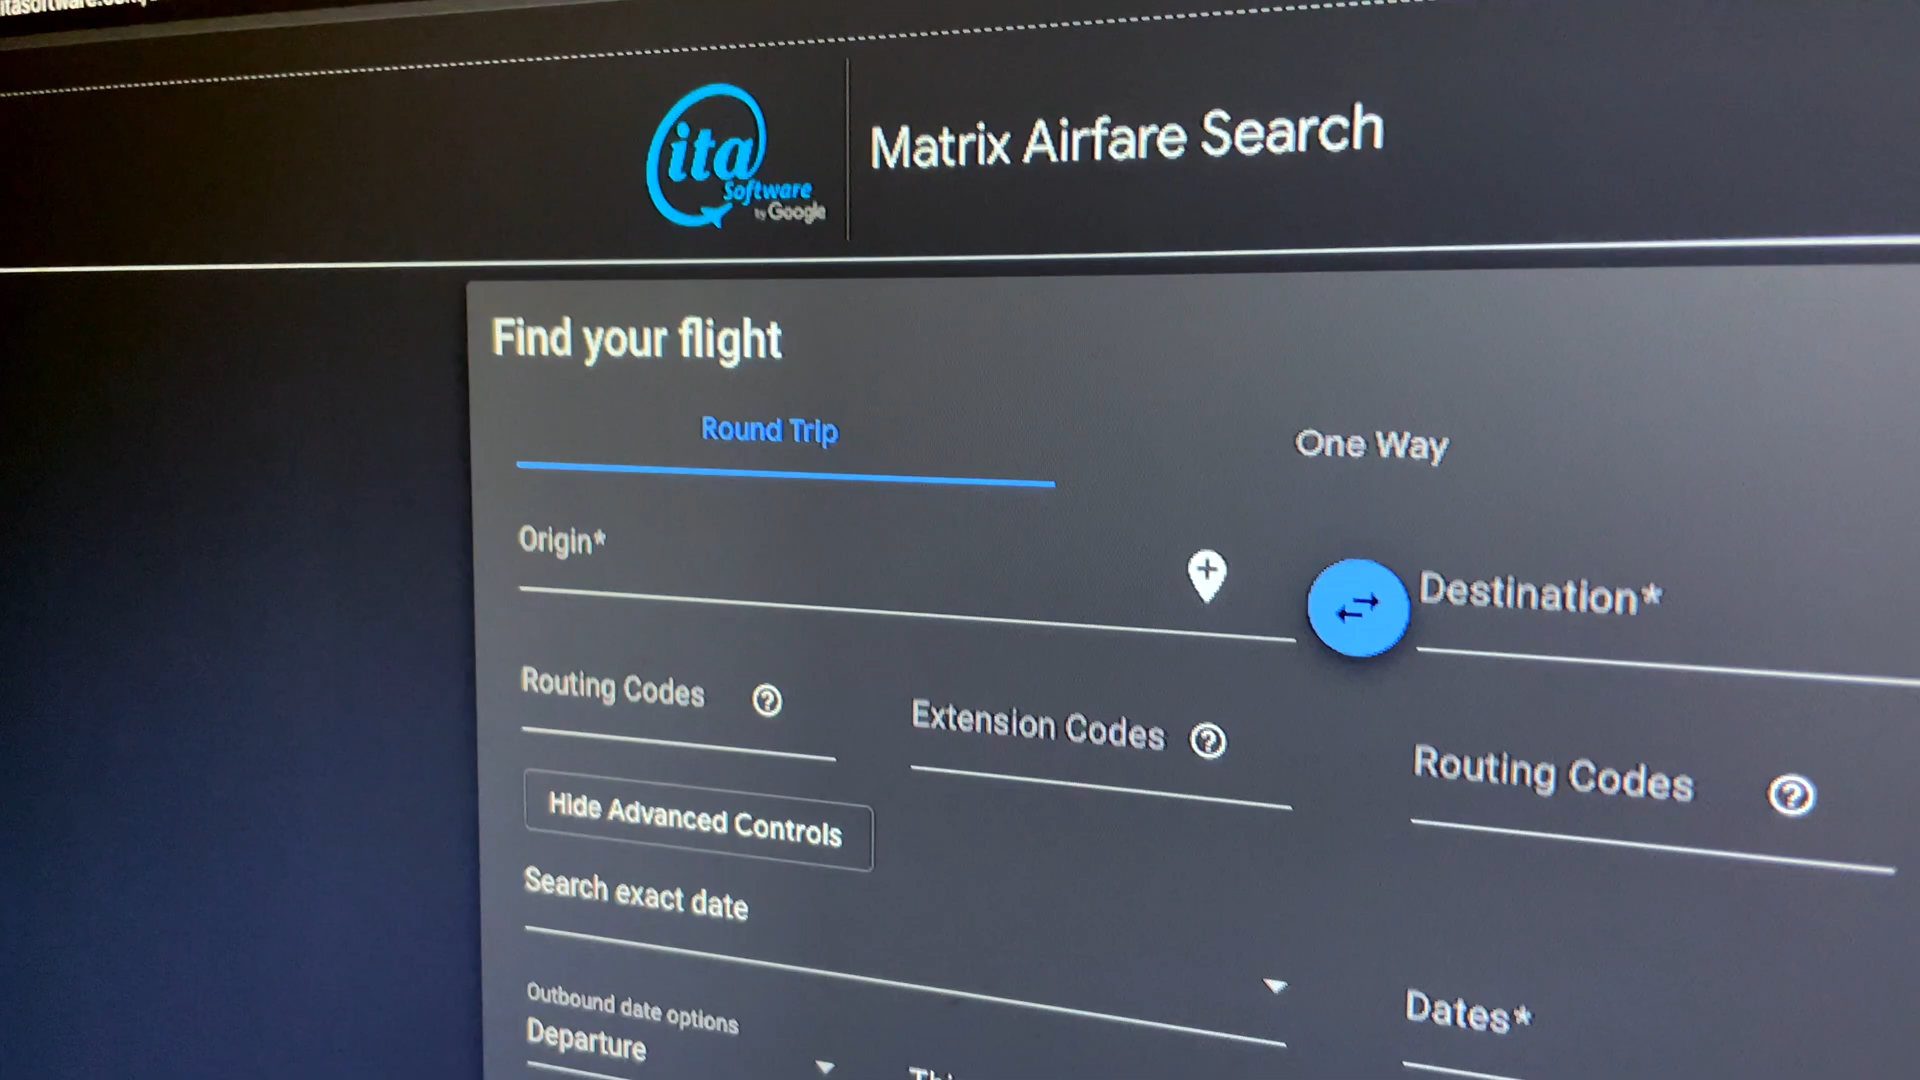 ita
Software
by Google
Matrix Airfare Search
Find your flight
Round Trip
One Way
Origin*
Destination*
Routing Codes
Extension Codes
Routing Codes
Hide Advanced Controls
Search exact date
Outbound date options
Departure
Dates*